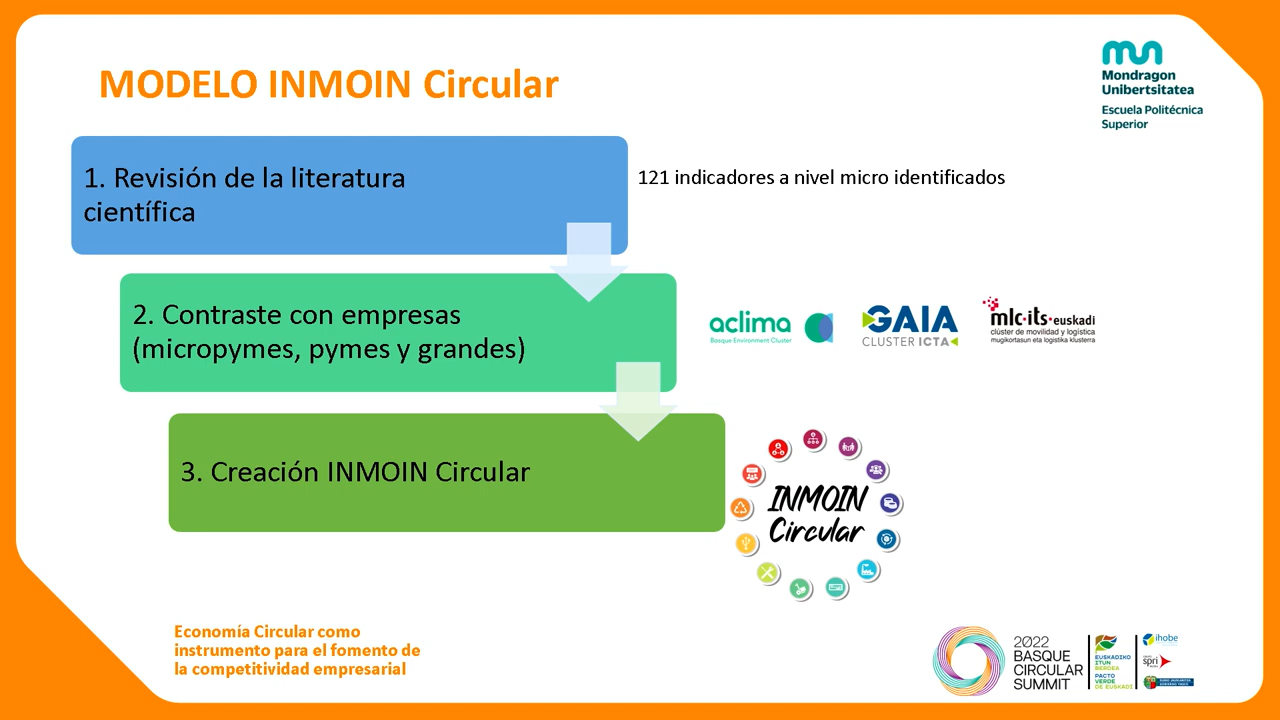 MODELO INMOIN Circular
mun
Mondragon
Unibertsitatea
Escuela Politécnica
Superior
1. Revisión de la literatura
científica
121 indicadores a nivel micro identificados
2. Contraste con empresas
(micropymes, pymes y grandes)
aclima
Basque Environment Cluster
GAIA
CLUSTER ICTA
mlc·its·euskadi
clúster de movilidad y logística
mugikortasun eta logistika klusterra
3. Creación INMOIN Circular
INMOIN
Circular
Economía Circular como
instrumento para el fomento de
la competitividad empresarial
2022
BASQUE
CIRCULAR
SUMMIT
EUSKADIKO
ITUN
BERDEA
PACTO
VERDE
DE EUSKADI
ihobe
spri